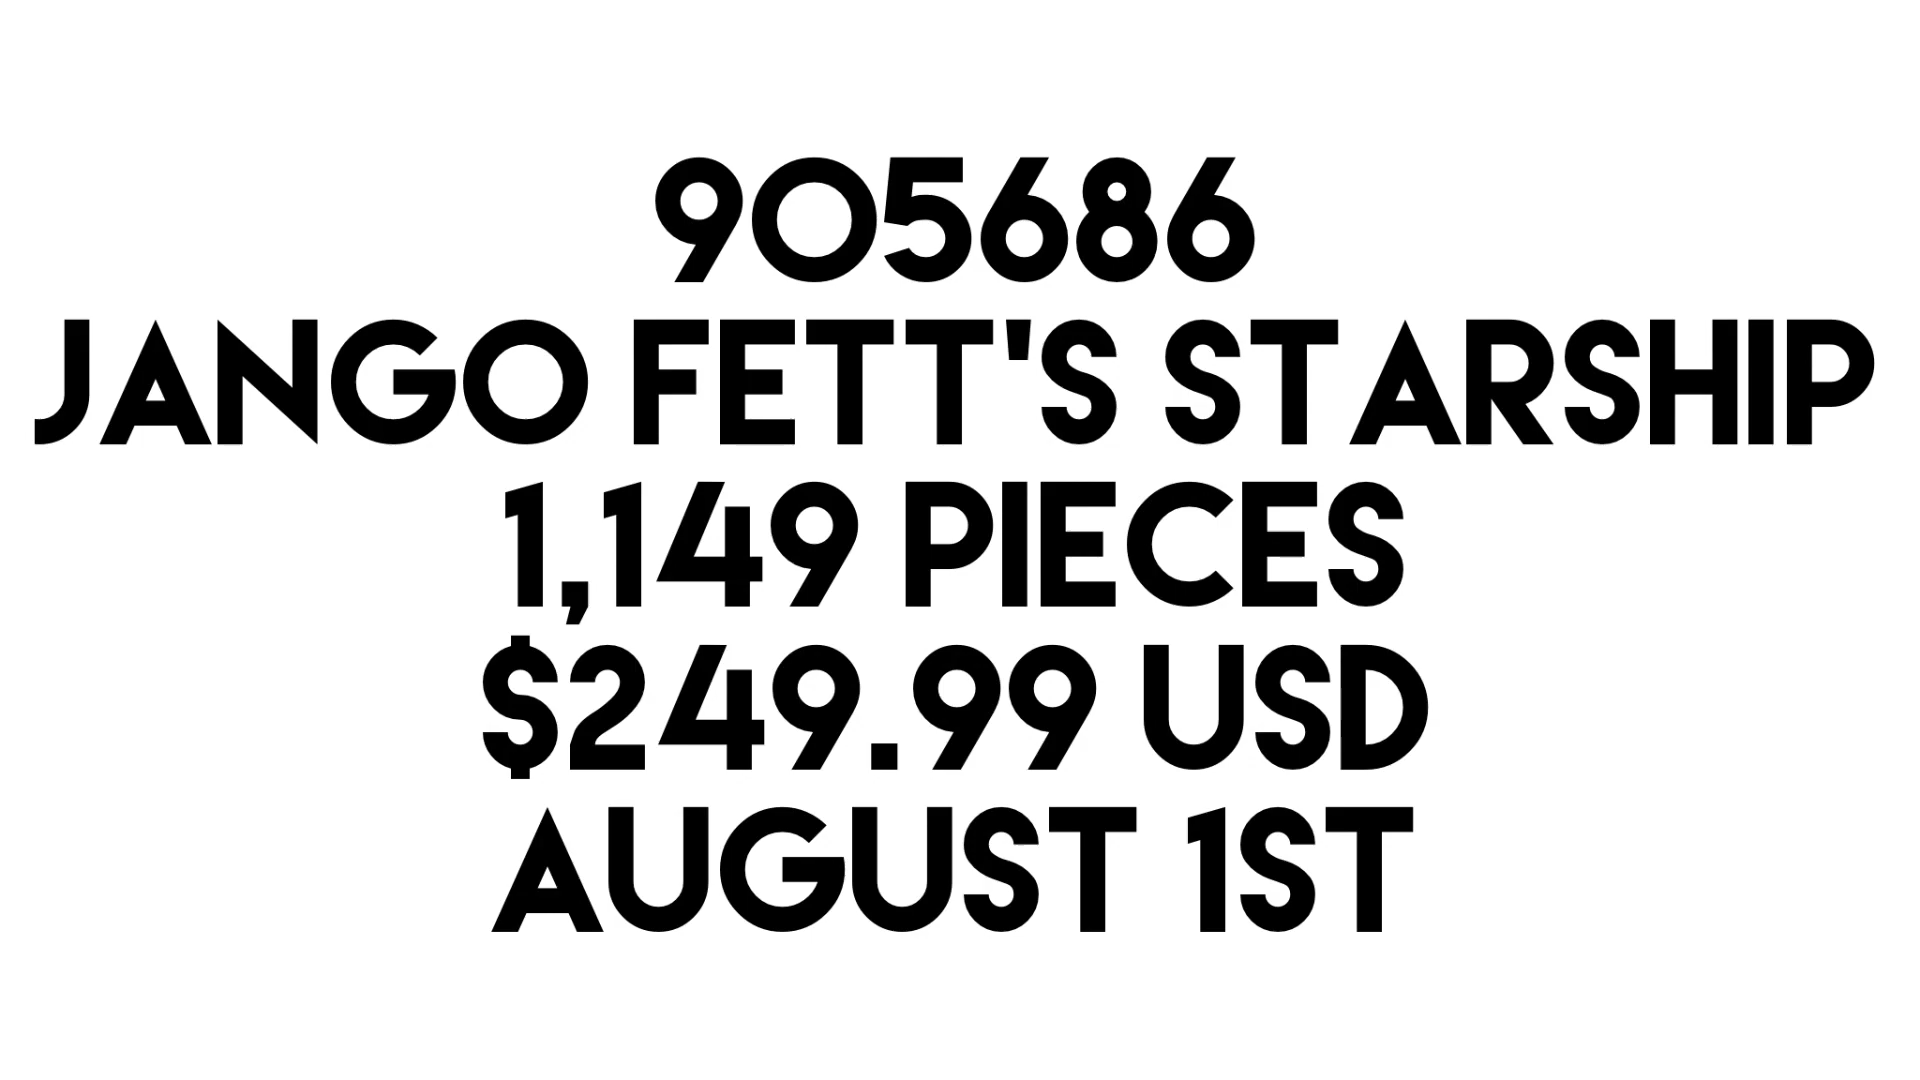 905686
JANGO FETT'S STARSHIP
1,149 PIECES
$249.99 USD
AUGUST 1ST